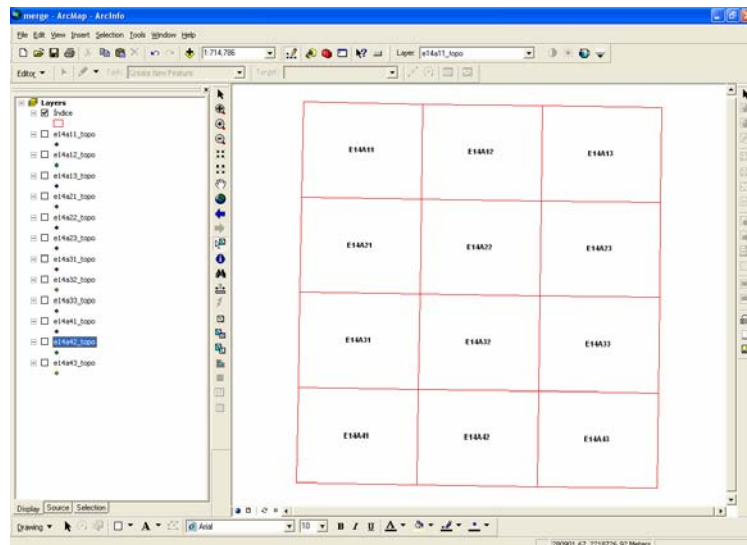 merge - ArcMap - ArcInfo
File Edit View Insert Selection Tools Window Help
1:714,786 Layer: e14a11_topo
Editor Task: Create New Feature Target:
Layers
Indice
e14a11_topo
e14a12_topo
e14a13_topo
e14a21_topo
e14a22_topo
e14a23_topo
e14a31_topo
e14a32_topo
e14a33_topo
e14a41_topo
e14a42_topo
e14a43_topo
E14A11 E14A12 E14A13
E14A21 E14A22 E14A23
E14A31 E14A32 E14A33
E14A41 E14A42 E14A43
Display Source Selection
Drawing A Arial 10 B I U A
Meters